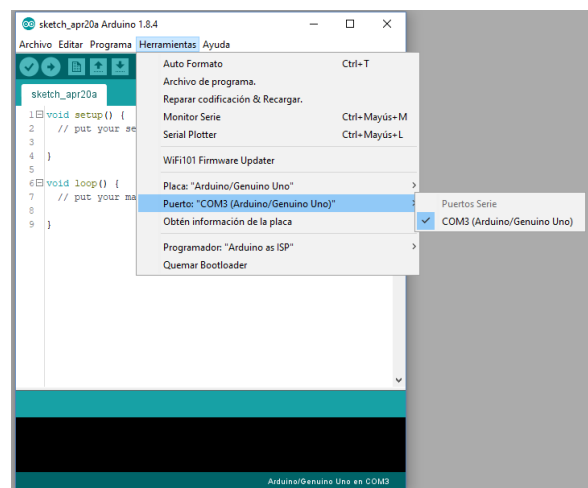 sketch_apr20a Arduino 1.8.4
Archivo Editar Programa Herramientas Ayuda
sketch_apr20a
1 void setup() {
2 // put your se
3
4 }
5
6 void loop() {
7 // put your ma
8
9 }
Auto Formato Ctrl+T
Archivo de programa.
Reparar codificación & Recargar.
Monitor Serie Ctrl+Mayús+M
Serial Plotter Ctrl+Mayús+L
WiFi101 Firmware Updater
Placa: "Arduino/Genuino Uno"
Puerto: "COM3 (Arduino/Genuino Uno)"
Obtén información de la placa
Programador: "Arduino as ISP"
Quemar Bootloader
Puertos Serie
COM3 (Arduino/Genuino Uno)
Arduino/Genuino Uno en COM3